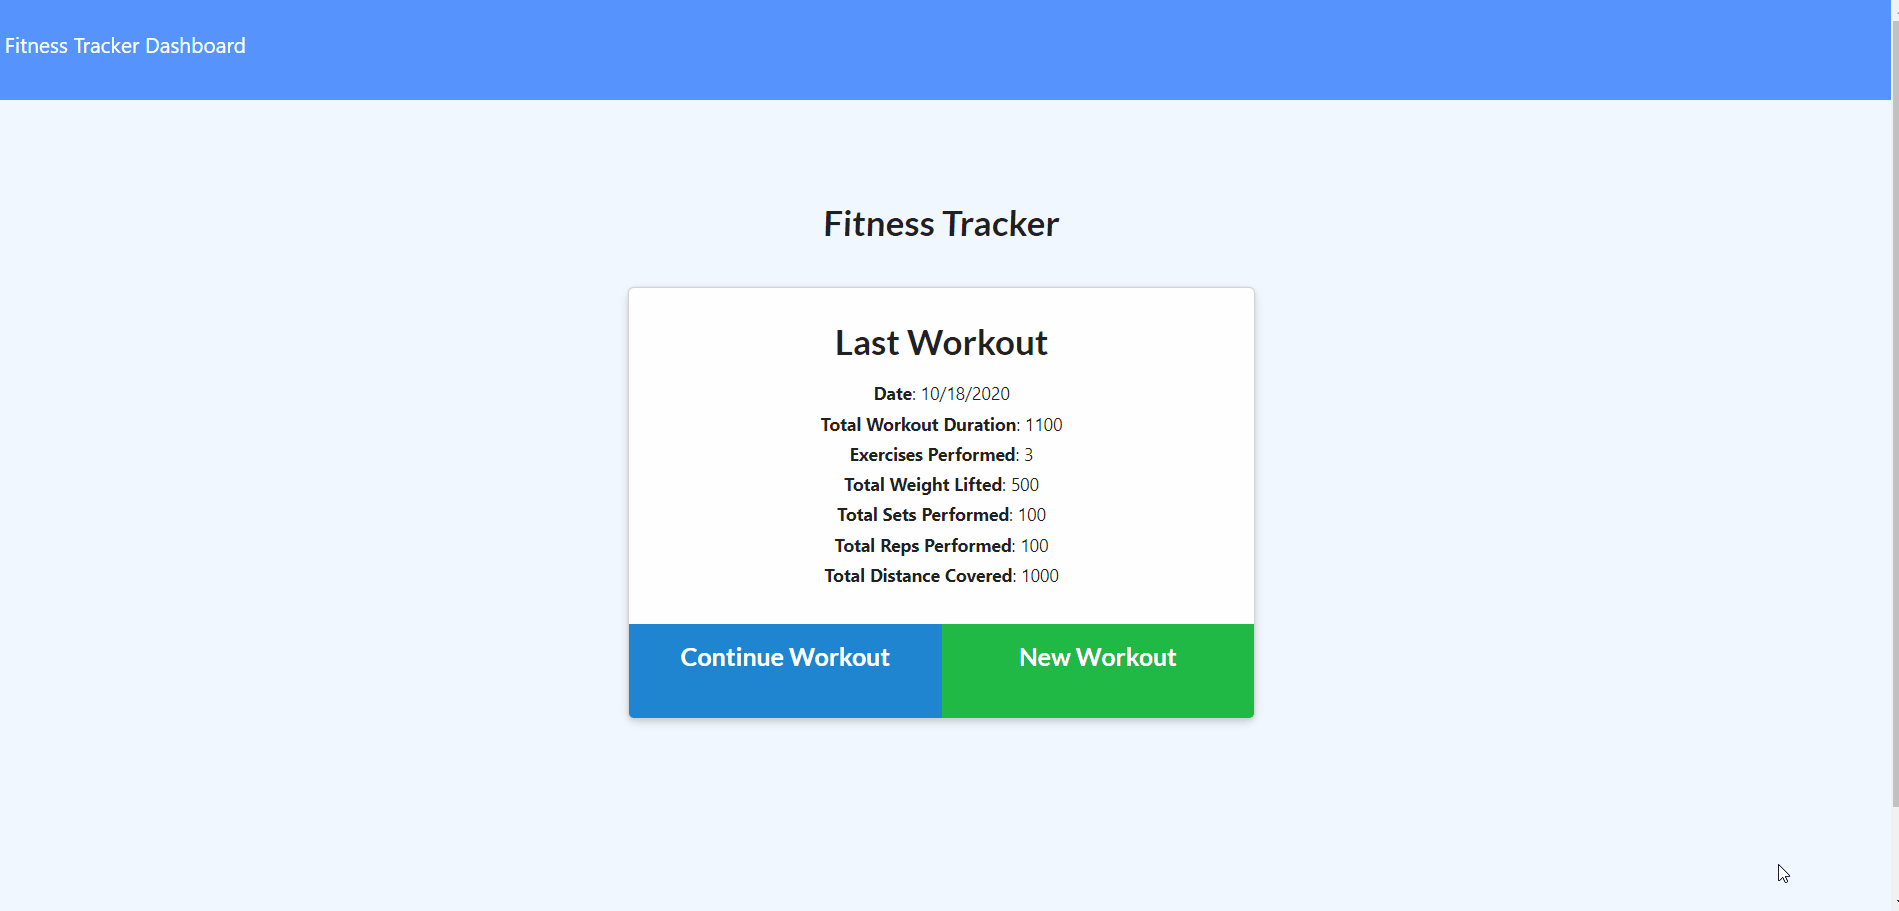 Fitness Tracker Dashboard
Fitness Tracker
Last Workout
Date: 10/18/2020
Total Workout Duration: 1100
Exercises Performed: 3
Total Weight Lifted: 500
Total Sets Performed: 100
Total Reps Performed: 100
Total Distance Covered: 1000
Continue Workout
New Workout